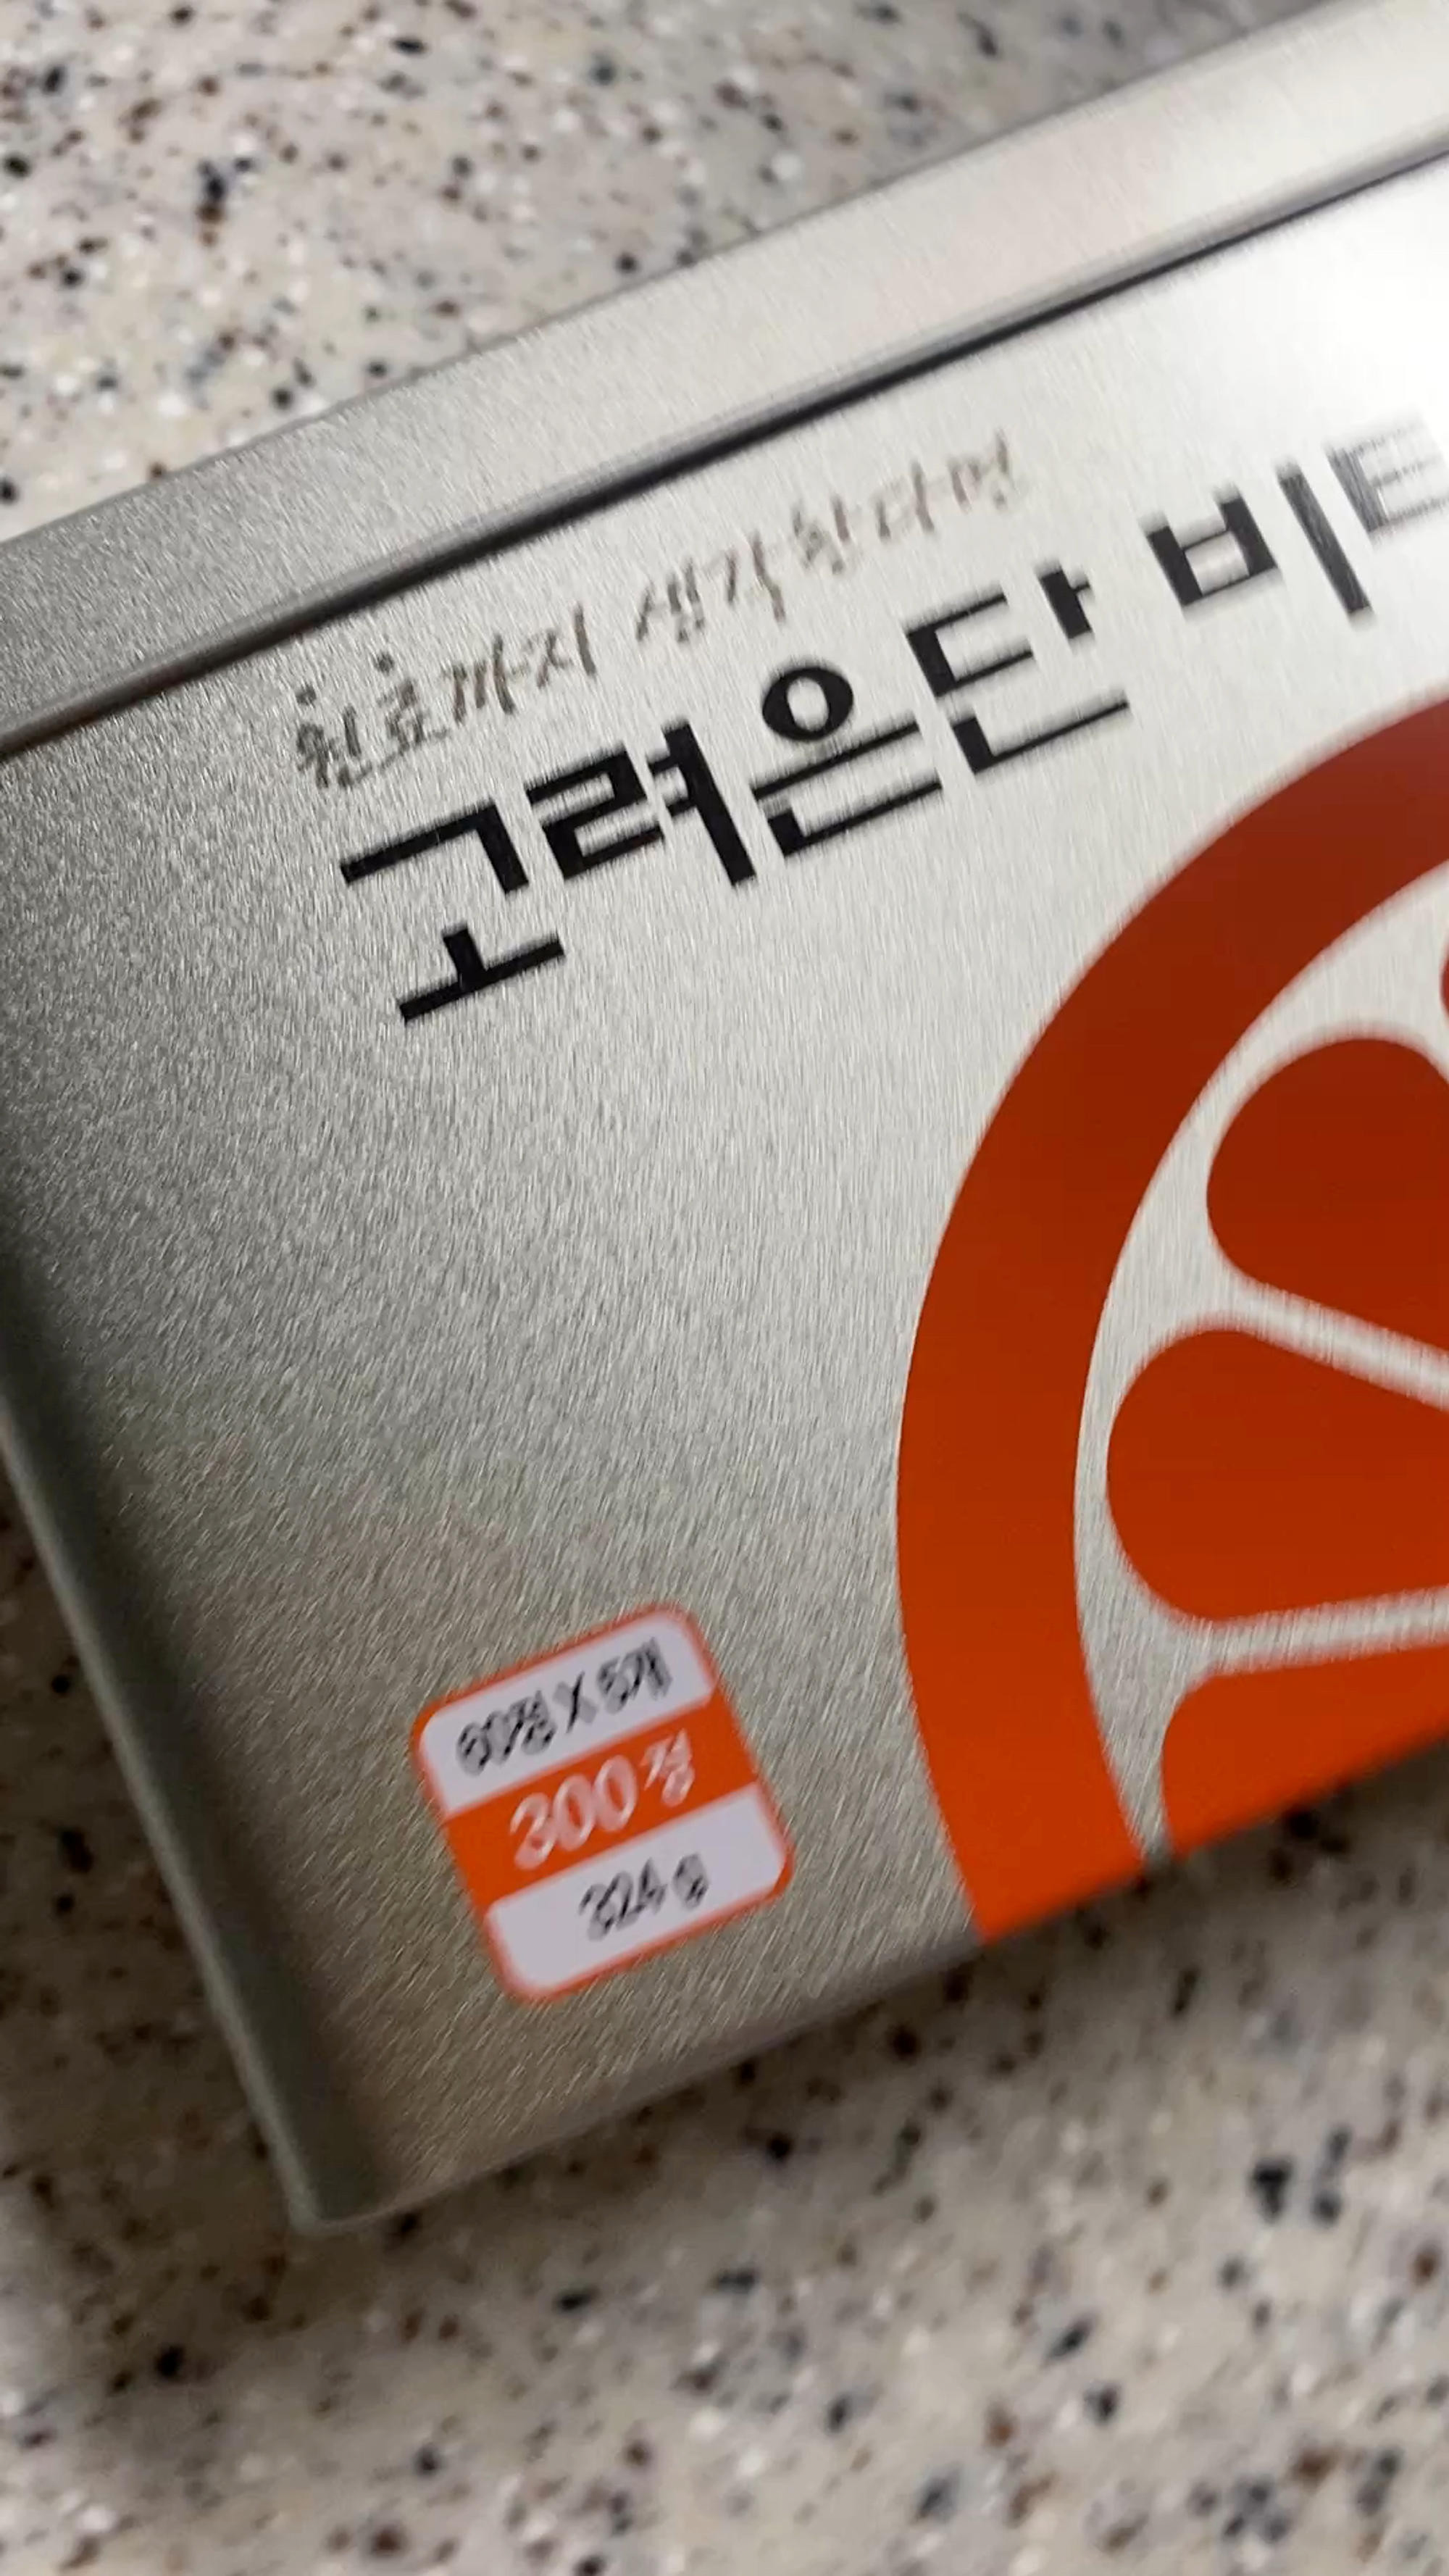 원료까지 생각한다면
고려은단 비타
60정 X 5개
300정
324 g